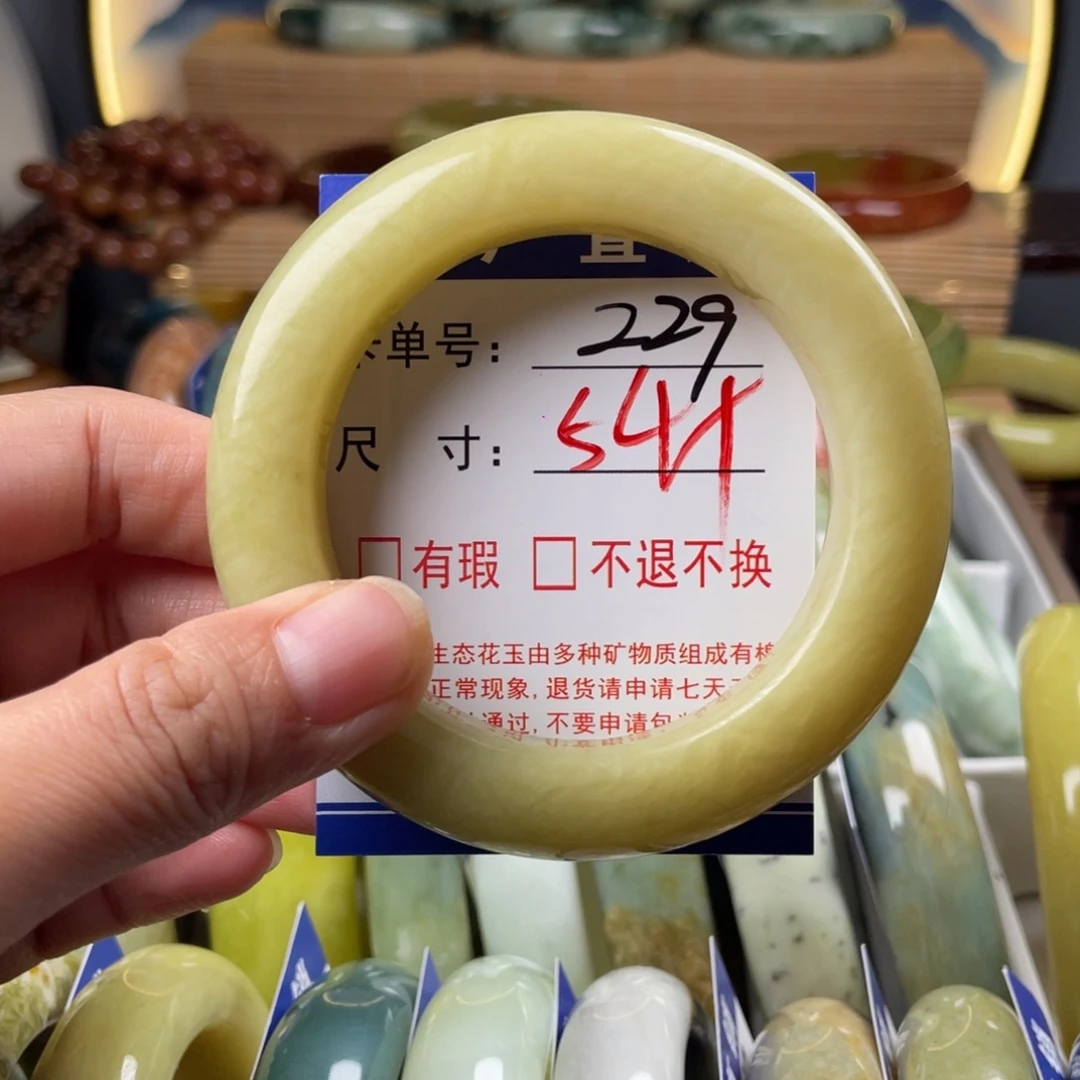 单号: 229
尺 寸: 54
有瑕 不退不换
生态花玉由多种矿物质组成有棉
正常现象,退货请申请七天
通过,不要申请包